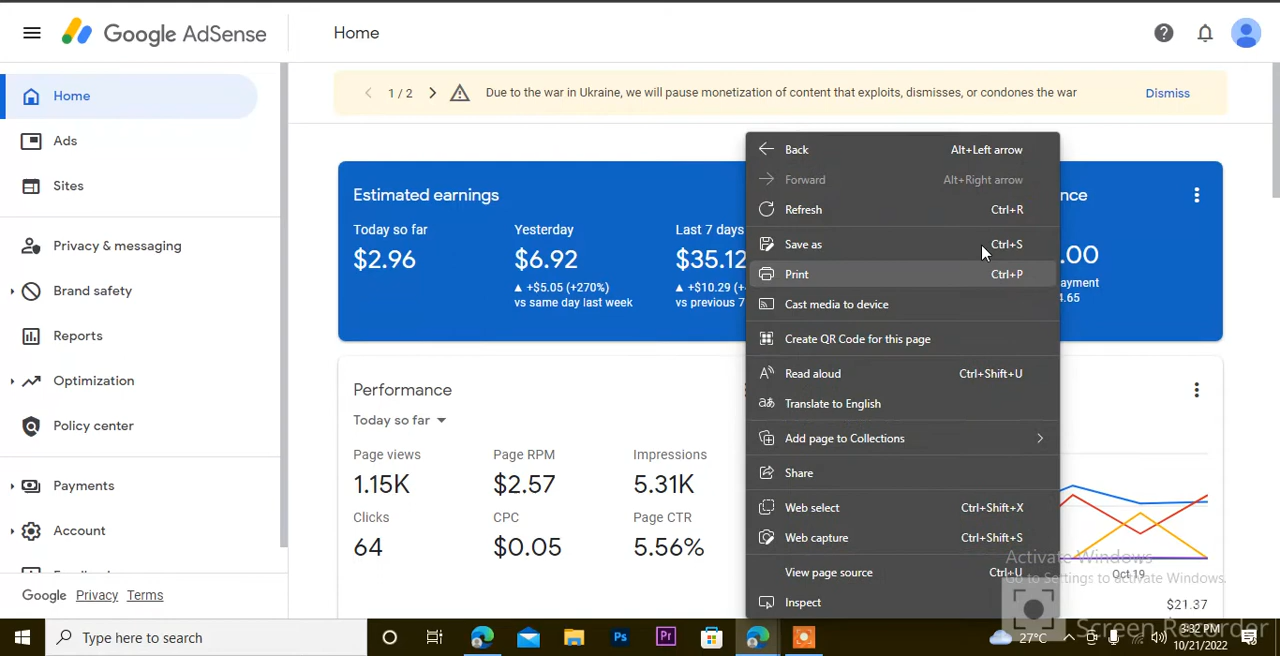 Google AdSense
Home
Home
Ads
Sites
Privacy & messaging
Brand safety
Reports
Optimization
Policy center
Payments
Account
Google Privacy Terms
1 / 2
Due to the war in Ukraine, we will pause monetization of content that exploits, dismisses, or condones the war
Dismiss
Estimated earnings
Today so far
$2.96
Yesterday
$6.92
+$5.05 (+270%)
vs same day last week
Last 7 days
$35.12
+$10.29 (+
vs previous 7
nce
.00
ayment
4.65
Performance
Today so far
Page views
1.15K
Page RPM
$2.57
Impressions
5.31K
Clicks
64
CPC
$0.05
Page CTR
5.56%
Back Alt+Left arrow
Forward Alt+Right arrow
Refresh Ctrl+R
Save as Ctrl+S
Print Ctrl+P
Cast media to device
Create QR Code for this page
Read aloud Ctrl+Shift+U
Translate to English
Add page to Collections
Share
Web select Ctrl+Shift+X
Web capture Ctrl+Shift+S
View page source Ctrl+U
Inspect
Oct 19
$21.37
Activate Windows
Go to Settings to activate Windows.
Screen Recorder
Type here to search
Ps
Pr
27°C
3:32 PM
10/21/2022